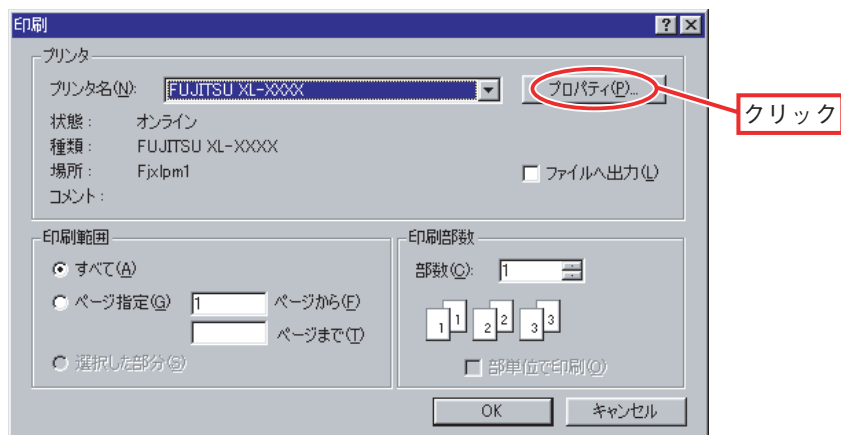 印刷
プリンタ
プリンタ名(N): FUJITSU XL-XXXX プロパティ(P)...
クリック
状態： オンライン
種類： FUJITSU XL-XXXX
場所： Fjxlpm1
ファイルへ出力(L)
コメント：
印刷範囲
すべて(A)
ページ指定(G) 1 ページから(F)
ページまで(T)
選択した部分(S)
印刷部数
部数(C): 1
1 1 2 2 3 3
部単位で印刷(O)
OK キャンセル